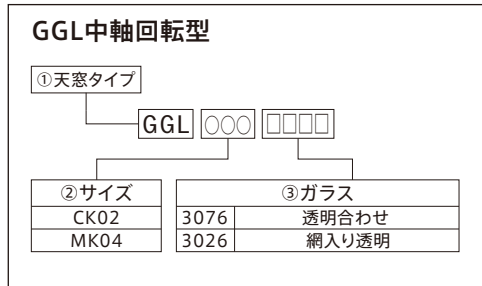 GGL中軸回転型
①天窓タイプ
GGL ○○○ □□□□
②サイズ ③ガラス
CK02 3076 透明合わせ
MK04 3026 網入り透明